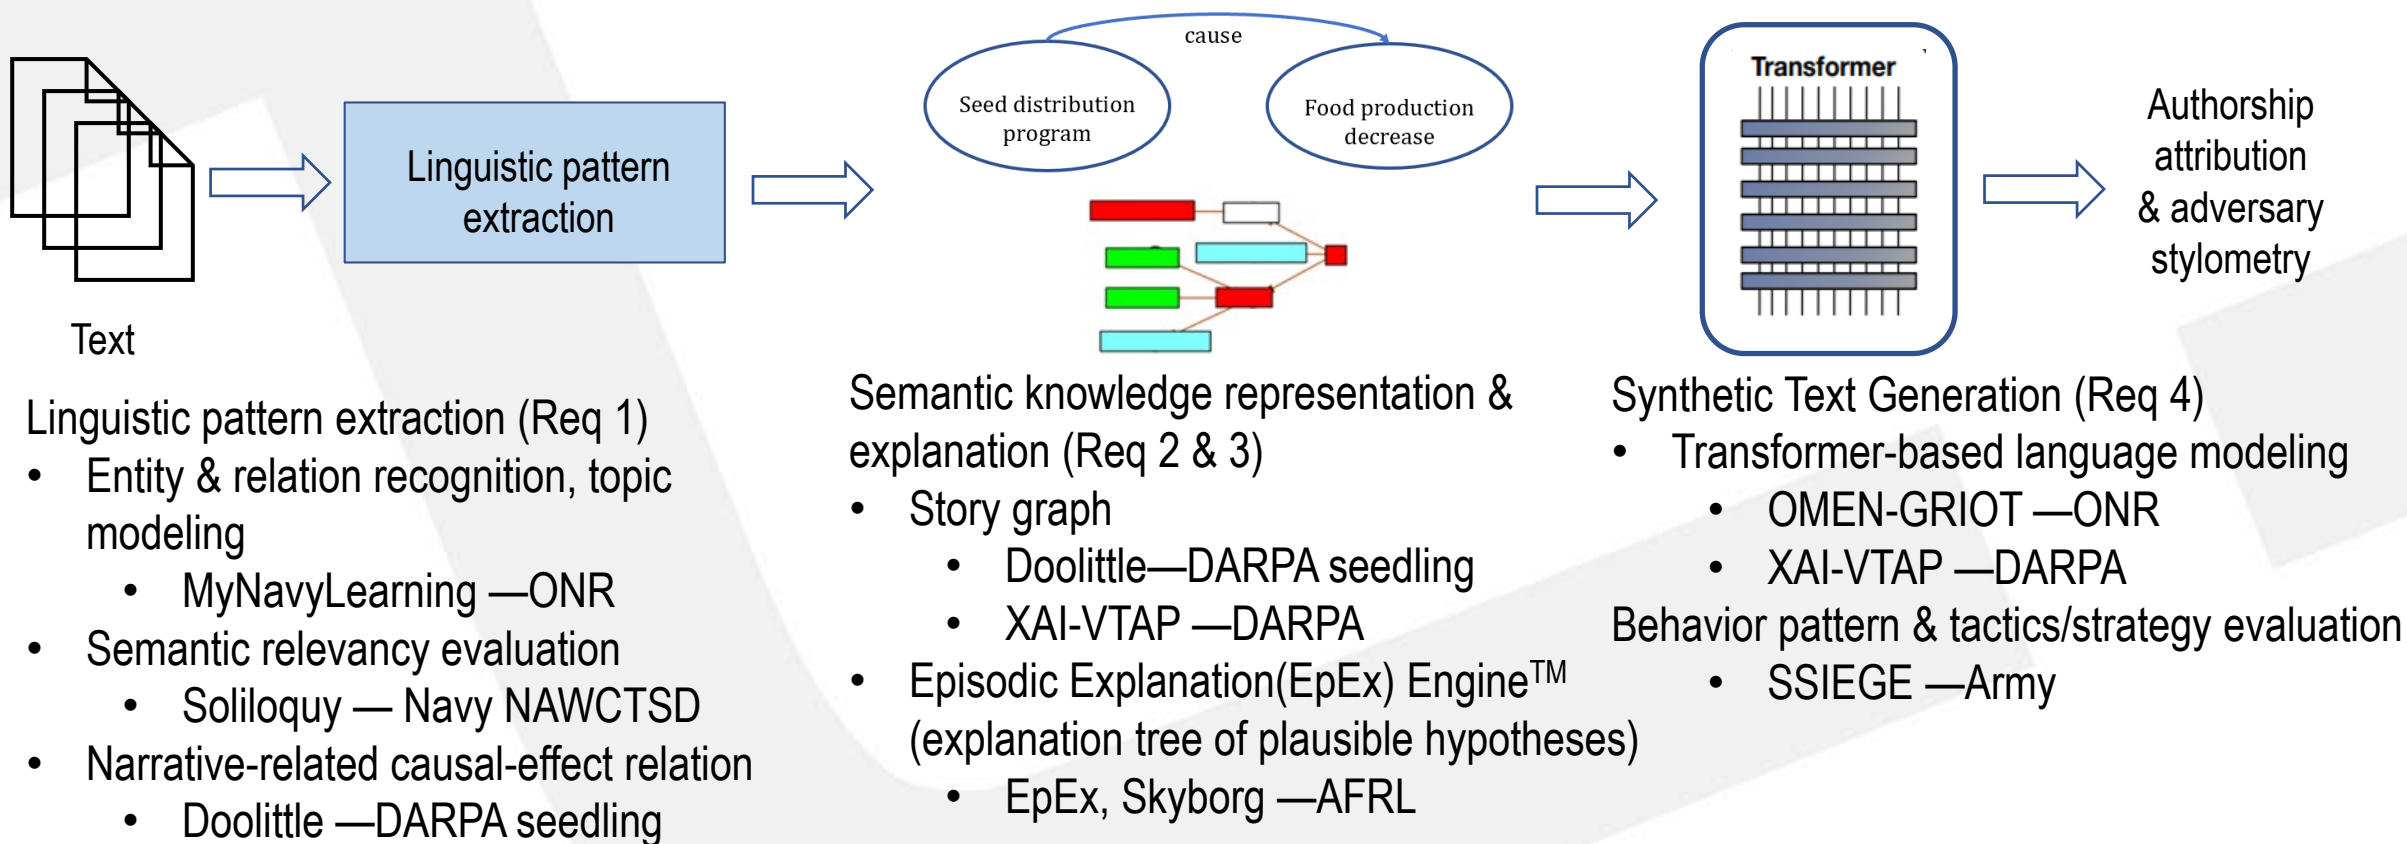 cause
Seed distribution
program
Food production
decrease
Transformer
Linguistic pattern
extraction
Authorship
attribution
& adversary
stylometry
Text
Linguistic pattern extraction (Req 1)
• Entity & relation recognition, topic
modeling
• MyNavyLearning —ONR
• Semantic relevancy evaluation
• Soliloquy — Navy NAWCTSD
• Narrative-related causal-effect relation
• Doolittle —DARPA seedling
Semantic knowledge representation &
explanation (Req 2 & 3)
• Story graph
• Doolittle—DARPA seedling
• XAI-VTAP —DARPA
• Episodic Explanation(EpEx) Engine™
(explanation tree of plausible hypotheses)
• EpEx, Skyborg —AFRL
Synthetic Text Generation (Req 4)
• Transformer-based language modeling
• OMEN-GRIOT —ONR
• XAI-VTAP —DARPA
Behavior pattern & tactics/strategy evaluation
• SSIEGE —Army